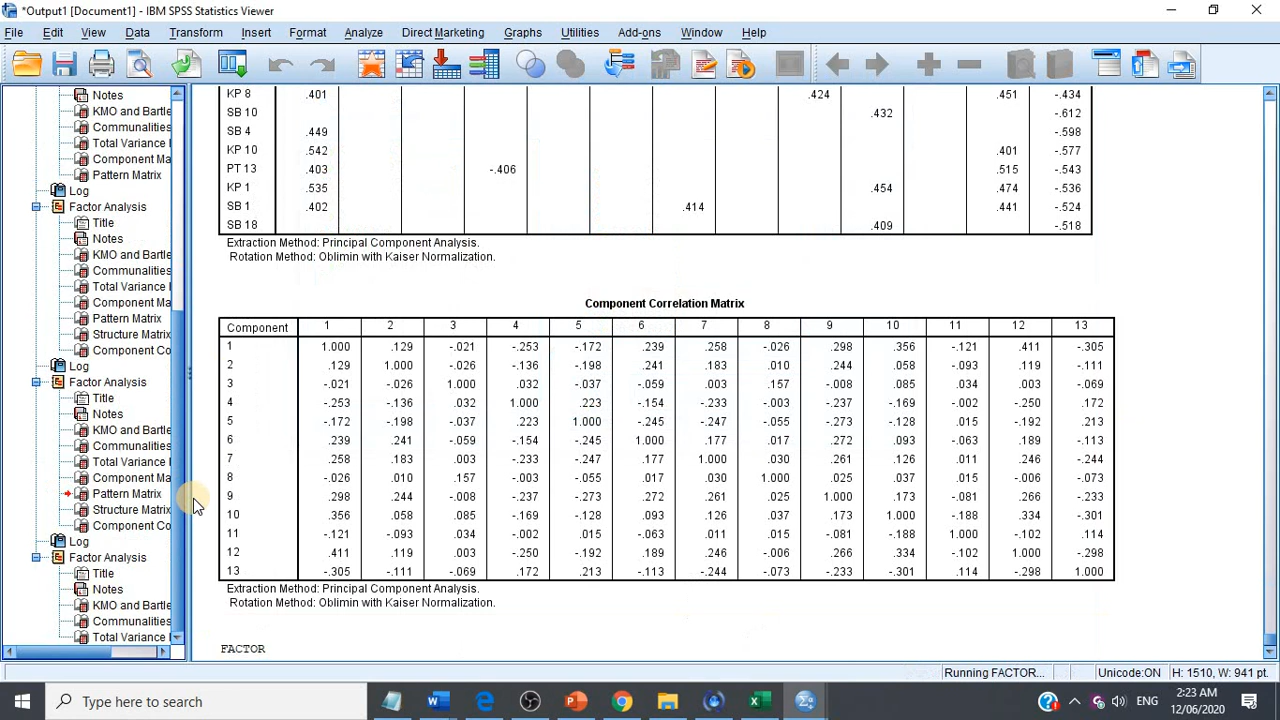 *Output1 [Document1] - IBM SPSS Statistics Viewer
File Edit View Data Transform Insert Format Analyze Direct Marketing Graphs Utilities Add-ons Window Help
Notes
KMO and Bartle
Communalities
Total Variance
Component Ma
Pattern Matrix
Log
Factor Analysis
Title
Notes
KMO and Bartle
Communalities
Total Variance
Component Ma
Pattern Matrix
Structure Matrix
Component Co
Log
Factor Analysis
Title
Notes
KMO and Bartle
Communalities
Total Variance
Component Ma
Pattern Matrix
Structure Matrix
Component Co
Log
Factor Analysis
Title
Notes
KMO and Bartle
Communalities
Total Variance
KP 8 .401 .424 .451 -.434
SB 10 .432 -.612
SB 4 .449 -.598
KP 10 .542 .401 -.577
PT 13 .403 -.406 .515 -.543
KP 1 .535 .454 .474 -.536
SB 1 .402 .414 .441 -.524
SB 18 .409 -.518
Extraction Method: Principal Component Analysis.
Rotation Method: Oblimin with Kaiser Normalization.
Component Correlation Matrix
Component 1 2 3 4 5 6 7 8 9 10 11 12 13
1 1.000 .129 -.021 -.253 -.172 .239 .258 -.026 .298 .356 -.121 .411 -.305
2 .129 1.000 -.026 -.136 -.198 .241 .183 .010 .244 .058 -.093 .119 -.111
3 -.021 -.026 1.000 .032 -.037 -.059 .003 .157 -.008 .085 .034 .003 -.069
4 -.253 -.136 .032 1.000 .223 -.154 -.233 -.003 -.237 -.169 -.002 -.250 .172
5 -.172 -.198 -.037 .223 1.000 -.245 -.247 -.055 -.273 -.128 .015 -.192 .213
6 .239 .241 -.059 -.154 -.245 1.000 .177 .017 .272 .093 -.063 .189 -.113
7 .258 .183 .003 -.233 -.247 .177 1.000 .030 .261 .126 .011 .246 -.244
8 -.026 .010 .157 -.003 -.055 .017 .030 1.000 .025 .037 .015 -.006 -.073
9 .298 .244 -.008 -.237 -.273 .272 .261 .025 1.000 .173 -.081 .266 -.233
10 .356 .058 .085 -.169 -.128 .093 .126 .037 .173 1.000 -.188 .334 -.301
11 -.121 -.093 .034 -.002 .015 -.063 .011 .015 -.081 -.188 1.000 -.102 .114
12 .411 .119 .003 -.250 -.192 .189 .246 -.006 .266 .334 -.102 1.000 -.298
13 -.305 -.111 -.069 .172 .213 -.113 -.244 -.073 -.233 -.301 .114 -.298 1.000
Extraction Method: Principal Component Analysis.
Rotation Method: Oblimin with Kaiser Normalization.
FACTOR
Running FACTOR... Unicode:ON H: 1510, W: 941 pt.
Type here to search
ENG
2:23 AM
12/06/2020